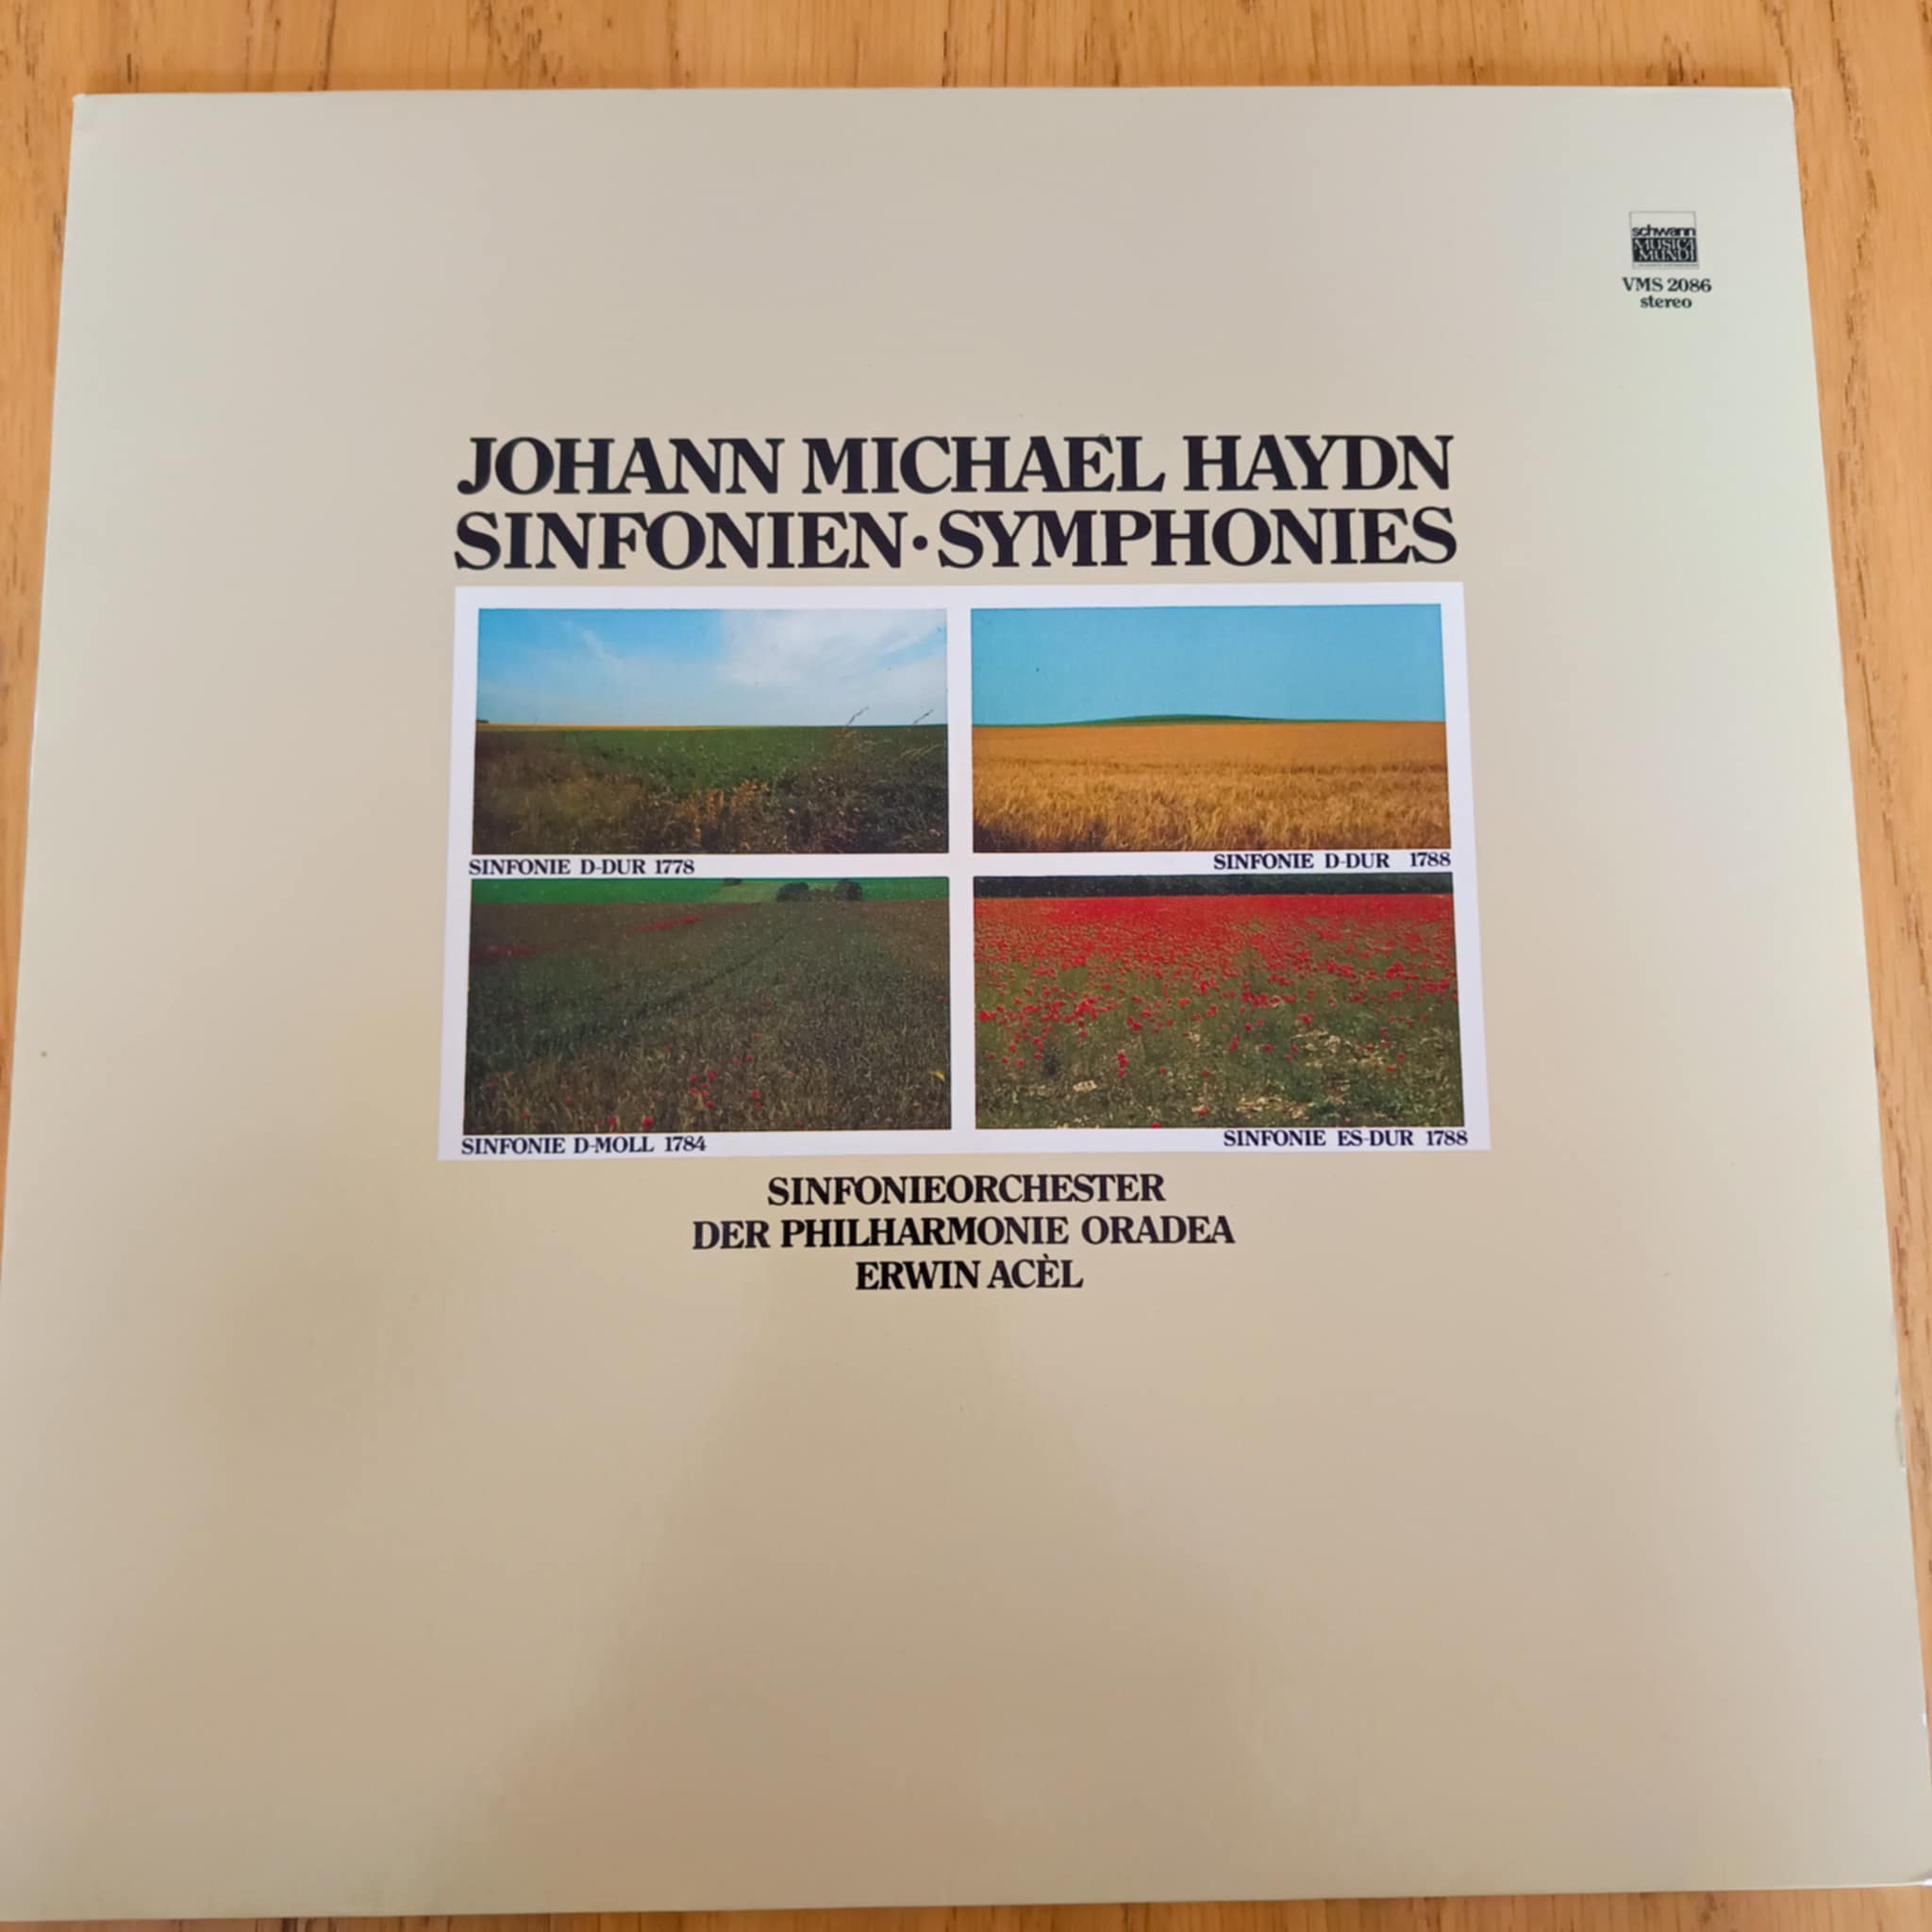 schwann
MUSICA
MUNDI
VMS 2086
stereo
JOHANN MICHAEL HAYDN
SINFONIEN · SYMPHONIES
SINFONIE D-DUR 1778
SINFONIE D-DUR 1788
SINFONIE D-MOLL 1784
SINFONIE ES-DUR 1788
SINFONIEORCHESTER
DER PHILHARMONIE ORADEA
ERWIN ACÈL